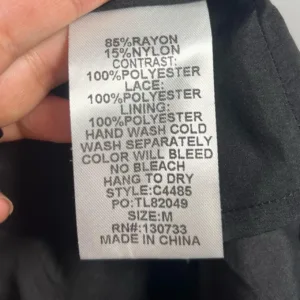 85%RAYON
15%NYLON
CONTRAST:
100%POLYESTER
LACE:
100%POLYESTER
LINING:
100%POLYESTER
HAND WASH COLD
WASH SEPARATELY
COLOR WILL BLEED
NO BLEACH
HANG TO DRY
STYLE:C4485
PO:TL82049
SIZE:M
RN#:130733
MADE IN CHINA